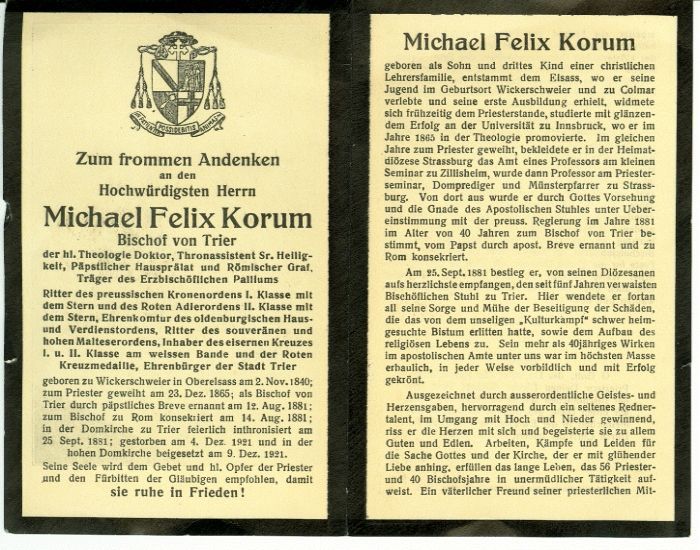 IN PATIENTIA POSSIDEBITIS ANIMAS
Zum frommen Andenken
an den
Hochwürdigsten Herrn
Michael Felix Korum
Bischof von Trier
der hl. Theologie Doktor, Thronassistent Sr. Heilig-
keit, Päpstlicher Hausprälat und Römischer Graf,
Träger des Erzbischöflichen Palliums
Ritter des preussischen Kronenordens I. Klasse mit
dem Stern und des Roten Adlerordens II. Klasse mit
dem Stern, Ehrenkomtur des oldenburgischen Haus-
und Verdienstordens, Ritter des souveränen und
hohen Malteserordens, Inhaber des eisernen Kreuzes
I. u. II. Klasse am weissen Bande und der Roten
Kreuzmedaille, Ehrenbürger der Stadt Trier
geboren zu Wickerschweier in Oberelsass am 2. Nov. 1840;
zum Priester geweiht am 23. Dez. 1865; als Bischof von
Trier durch päpstliches Breve ernannt am 12. Aug. 1881;
zum Bischof zu Rom konsekriert am 14. Aug. 1881;
in der Domkirche zu Trier feierlich inthronisiert am
25 Sept. 1881; gestorben am 4. Dez. 1921 und in der
hohen Domkirche beigesetzt am 9. Dez. 1921.
Seine Seele wird dem Gebet und hl. Opfer der Priester
und den Fürbitten der Gläubigen empfohlen, damit
sie ruhe in Frieden!
Michael Felix Korum
geboren als Sohn und drittes Kind einer christlichen
Lehrersfamilie, entstammt dem Elsass, wo er seine
Jugend im Geburtsort Wickerschweier und zu Colmar
verlebte und seine erste Ausbildung erhielt, widmete
sich frühzeitig dem Priesterstande, studierte mit glänzen-
dem Erfolg an der Universität zu Innsbruck, wo er im
Jahre 1865 in der Theologie promovierte. Im gleichen
Jahre zum Priester geweiht, bekleidete er in der Heimat-
diözese Strassburg das Amt eines Professors am kleinen
Seminar zu Zillisheim, wurde dann Professor am Priester-
seminar, Domprediger und Münsterpfarrer zu Strass-
burg. Von dort aus wurde er durch Gottes Vorsehung
und die Gnade des Apostolischen Stuhles unter Ueber-
einstimmung mit der preuss. Regierung im Jahre 1881
im Alter von 40 Jahren zum Bischof von Trier be-
stimmt, vom Papst durch apost. Breve ernannt und zu
Rom konsekriert.
Am 25. Sept. 1881 bestieg er, von seinen Diözesanen
aufs herzlichste empfangen, den seit fünf Jahren verwaisten
Bischöflichen Stuhl zu Trier. Hier wendete er fortan
all seine Sorge und Mühe der Beseitigung der Schäden,
die das von dem unseligen „Kulturkampf" schwer heim-
gesuchte Bistum erlitten hatte, sowie dem Aufbau des
religiösen Lebens zu. Sein mehr als 40jähriges Wirken
im apostolischen Amte unter uns war im höchsten Masse
erbaulich, in jeder Weise vorbildlich und mit Erfolg
gekrönt.
Ausgezeichnet durch ausserordentliche Geistes- und
Herzensgaben, hervorragend durch ein seltenes Redner-
talent, im Umgang mit Hoch und Nieder gewinnend,
riss er die Herzen mit sich und begeisterte sie zu allem
Guten und Edlen. Arbeiten, Kämpfe und Leiden für
die Sache Gottes und der Kirche, der er mit glühender
Liebe anhing, erfüllen das lange Leben, das 56 Priester-
und 40 Bischofsjahre in unermüdlicher Tätigkeit auf-
weist. Ein väterlicher Freund seiner priesterlichen Mit-